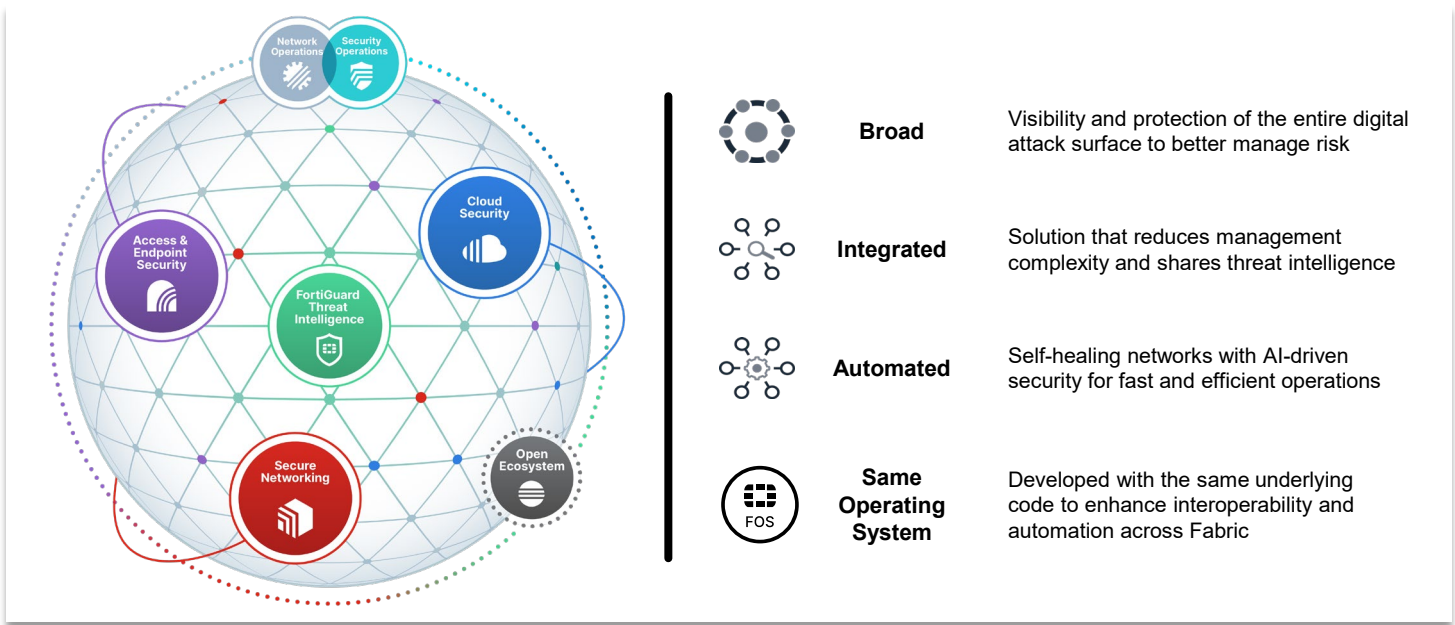 Network
Operations
Security
Operations
Cloud
Security
Access &
Endpoint
Security
FortiGuard
Threat
Intelligence
Secure
Networking
Open
Ecosystem
Broad
Visibility and protection of the entire digital
attack surface to better manage risk
Integrated
Solution that reduces management
complexity and shares threat intelligence
Automated
Self-healing networks with AI-driven
security for fast and efficient operations
FOS
Same
Operating
System
Developed with the same underlying
code to enhance interoperability and
automation across Fabric